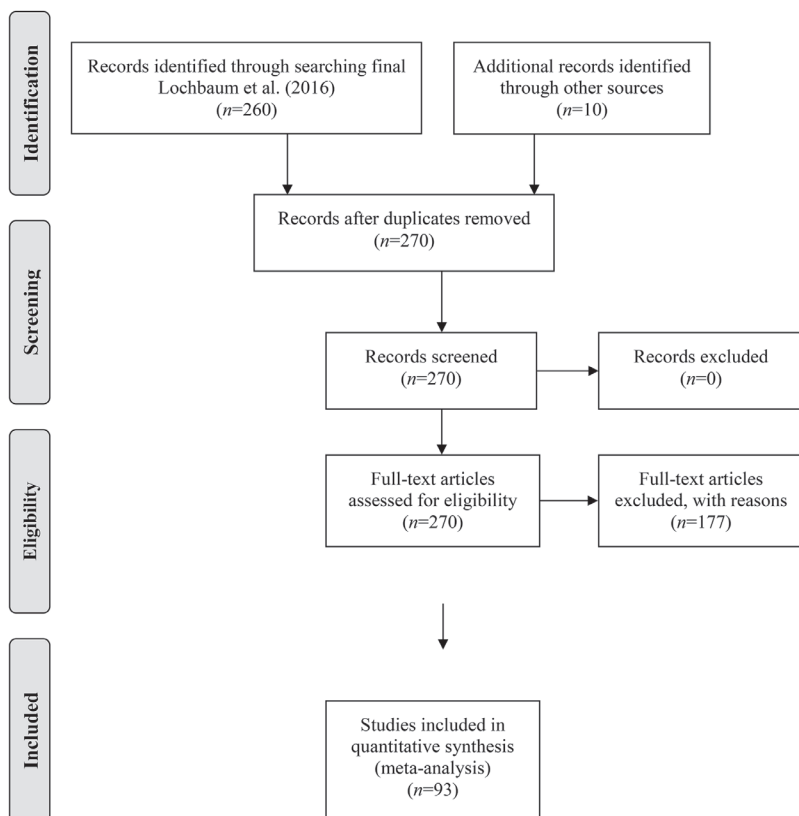 Identification
Records identified through searching final
Lochbaum et al. (2016)
(n=260)
Additional records identified
through other sources
(n=10)
Records after duplicates removed
(n=270)
Screening
Records screened
(n=270)
Records excluded
(n=0)
Eligibility
Full-text articles
assessed for eligibility
(n=270)
Full-text articles
excluded, with reasons
(n=177)
Included
Studies included in
quantitative synthesis
(meta-analysis)
(n=93)